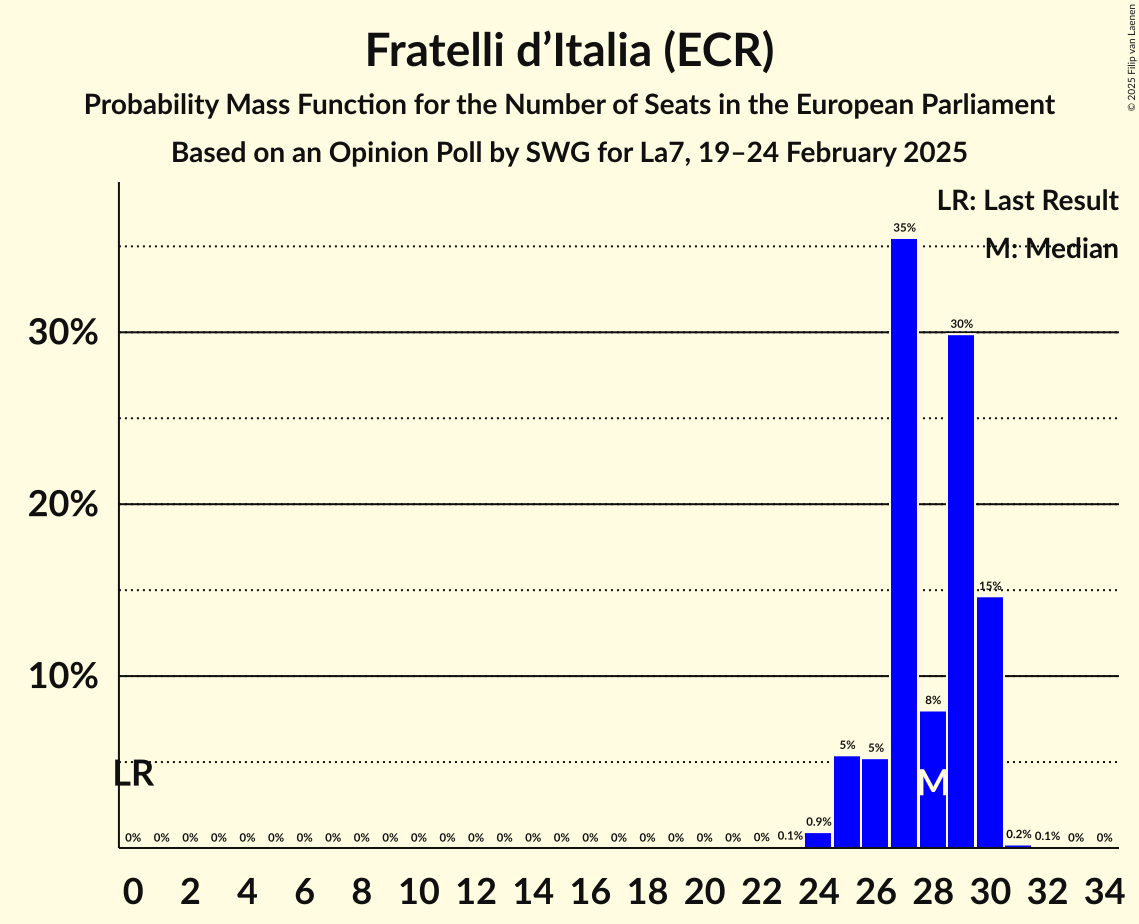 Fratelli d’Italia (ECR)
Probability Mass Function for the Number of Seats in the European Parliament
Based on an Opinion Poll by SWG for La7, 19–24 February 2025
© 2025 Filip van Laenen
LR: Last Result
M: Median
35%
30%
30%
20%
15%
10%
8%
5% 5%
LR
M
0% 0% 0% 0% 0% 0% 0% 0% 0% 0% 0% 0% 0% 0% 0% 0% 0% 0% 0% 0% 0% 0% 0% 0.1% 0.9% 0.2% 0.1% 0% 0%
0 2 4 6 8 10 12 14 16 18 20 22 24 26 28 30 32 34